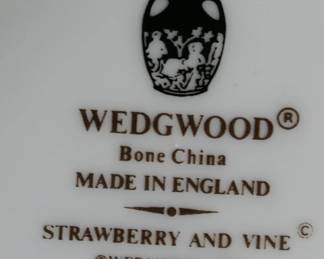 WEDGWOOD®
Bone China
MADE IN ENGLAND
STRAWBERRY AND VINE ©